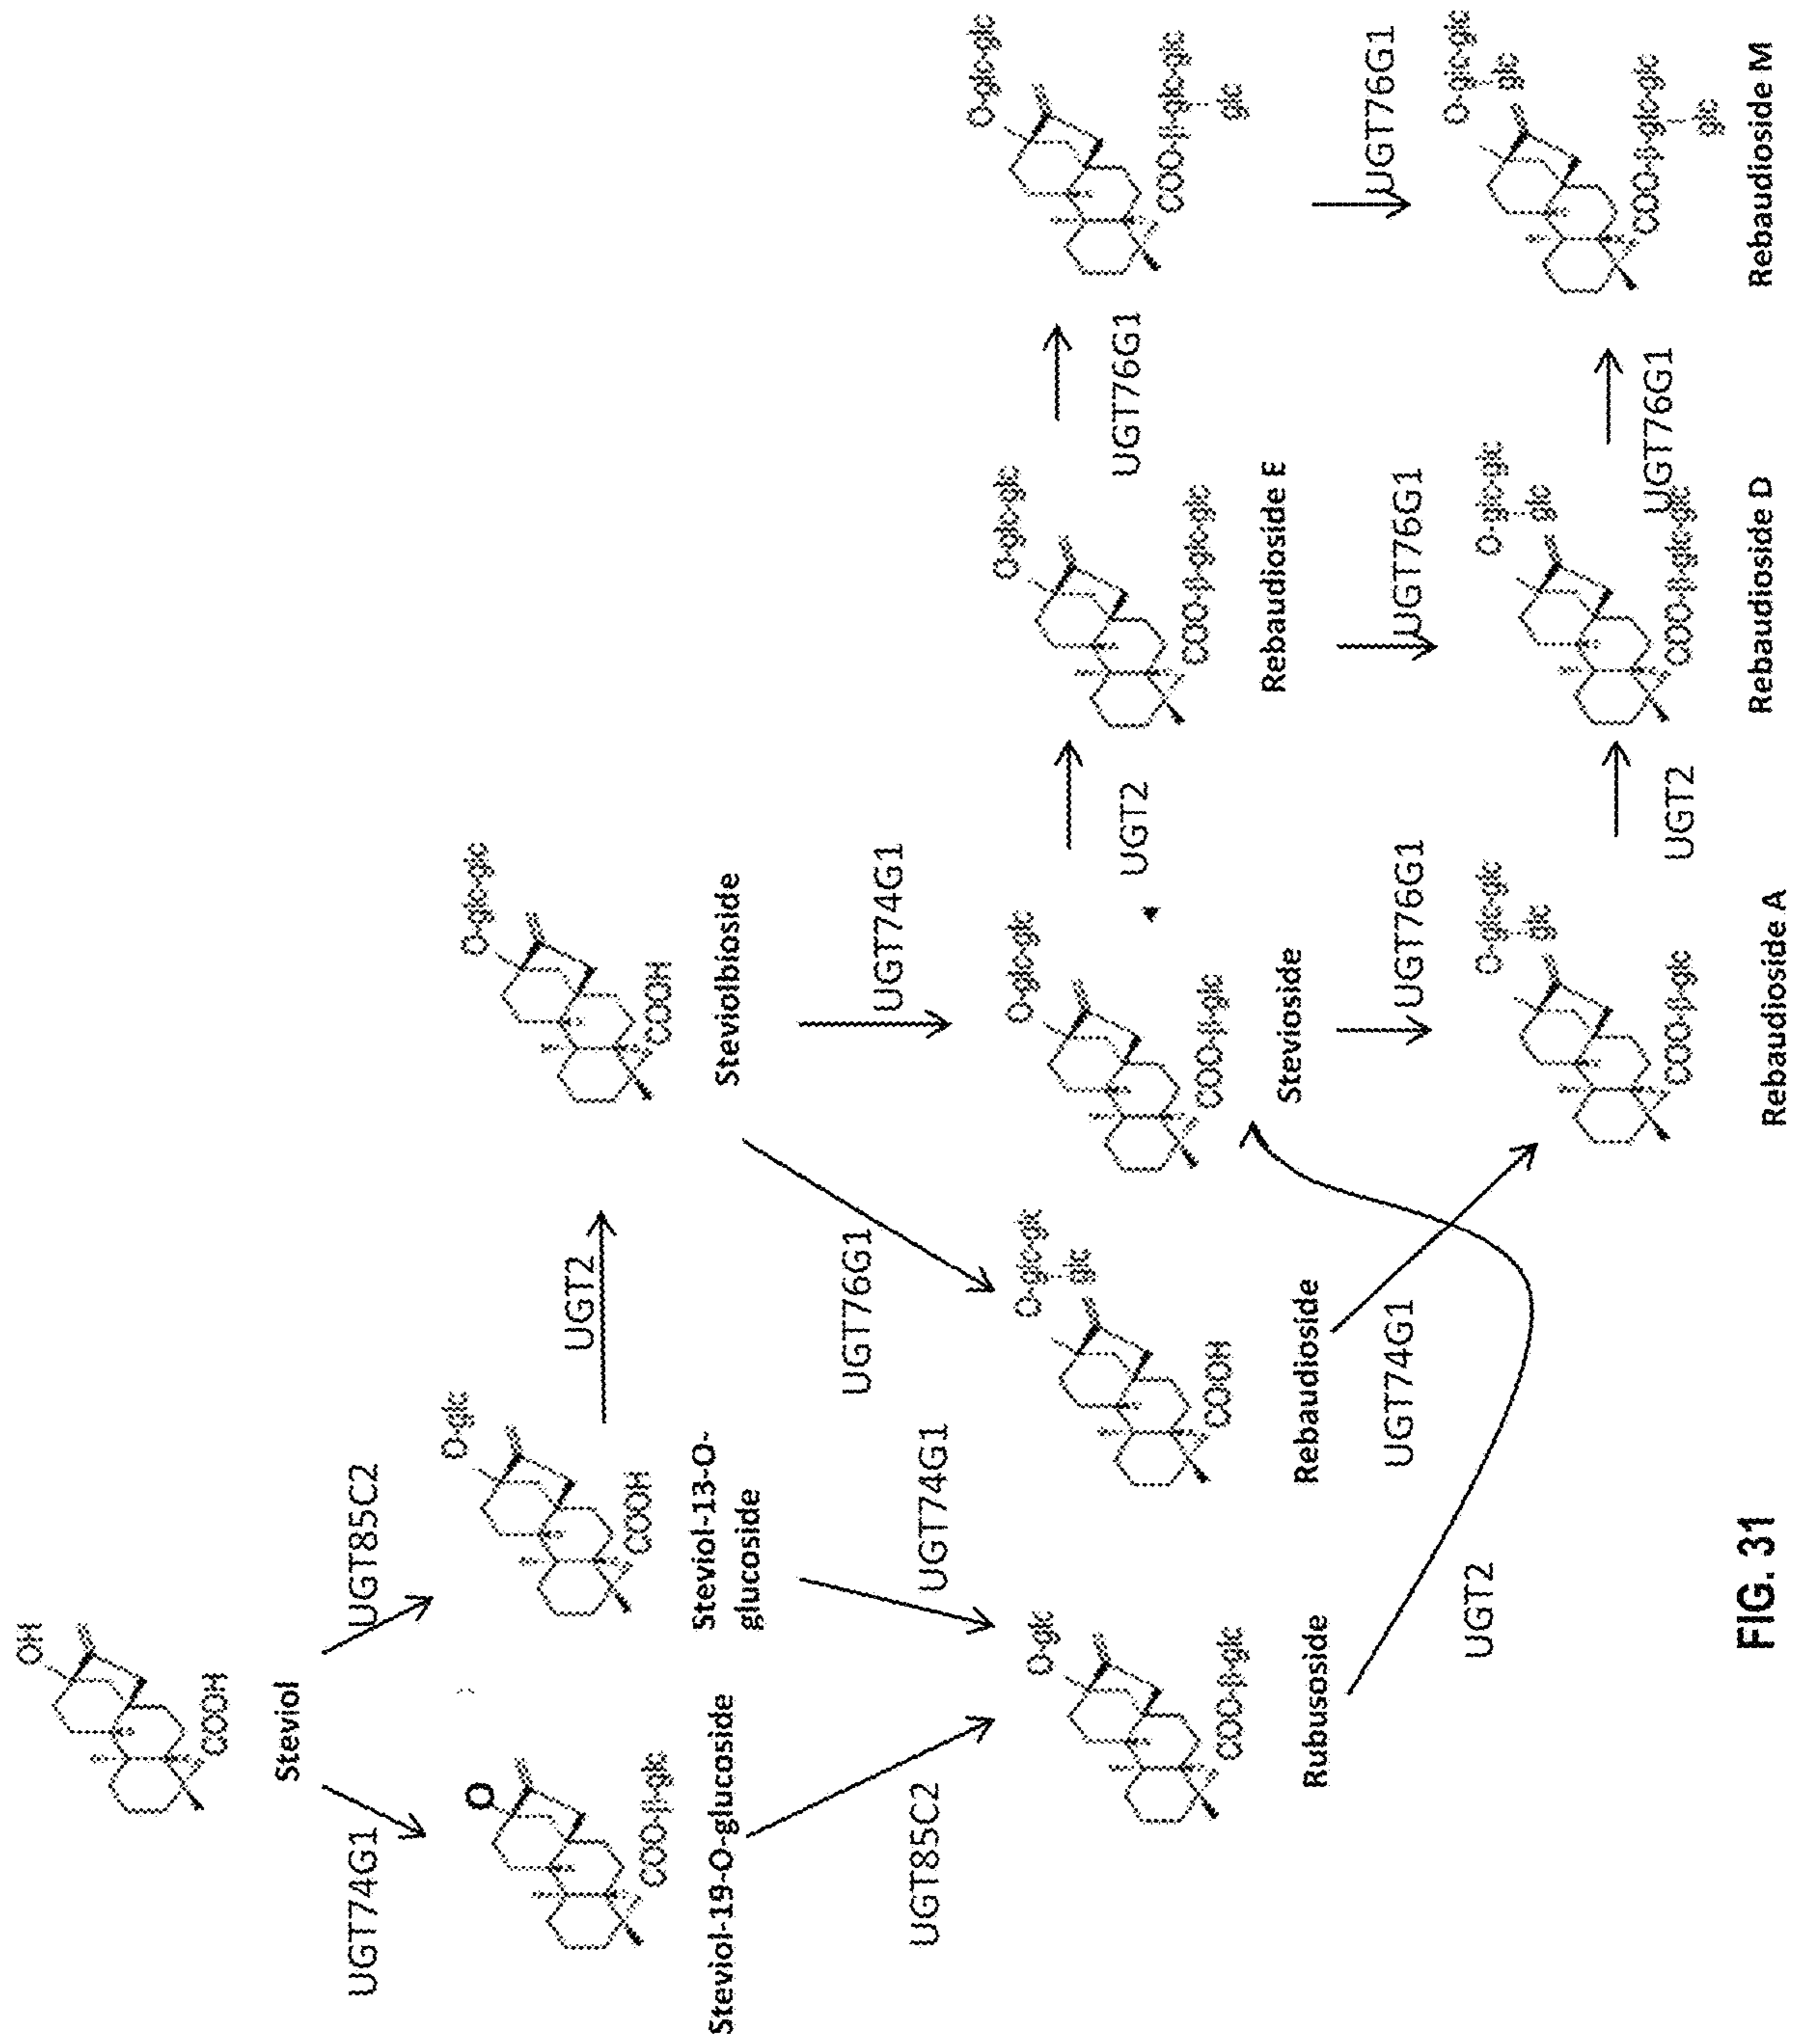 OH
COOH
Steviol
UGT74G1
UGT85C2
O
COO-β-glc
Steviol-19-O-glucoside
O-glc
COOH
Steviol-13-O-
glucoside
UGT2
O-glc-glc
COOH
Steviolbioside
UGT85C2
UGT74G1
UGT76G1
UGT74G1
O-glc
COO-β-glc
Rubusoside
O-glc-glc
glc
COOH
Rebaudioside
O-glc-glc
COO-β-glc
Stevioside
UGT2
O-glc-glc
COO-β-glc-glc
Rebaudioside E
UGT76G1
O-glc-glc
COO-β-glc-glc
glc
UGT2
UGT74G1
UGT76G1
UGT76G1
UGT76G1
O-glc-glc
glc
COO-β-glc
Rebaudioside A
UGT2
O-glc-glc
glc
COO-β-glc-glc
Rebaudioside D
UGT76G1
O-glc-glc
glc
COO-β-glc-glc
glc
Rebaudioside M
FIG. 31